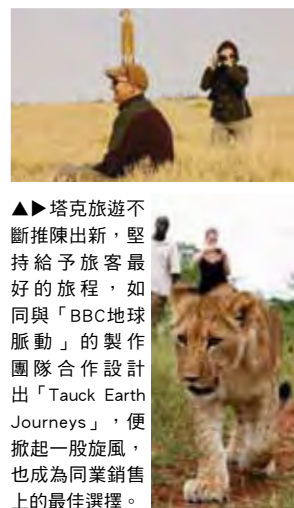 ▲▶塔克旅遊不
斷推陳出新，堅
持給予旅客最
好的旅程，如
同與「BBC地球
脈動」的製作
團隊合作設計
出「Tauck Earth
Journeys」，便
掀起一股旋風，
也成為同業銷售
上的最佳選擇。